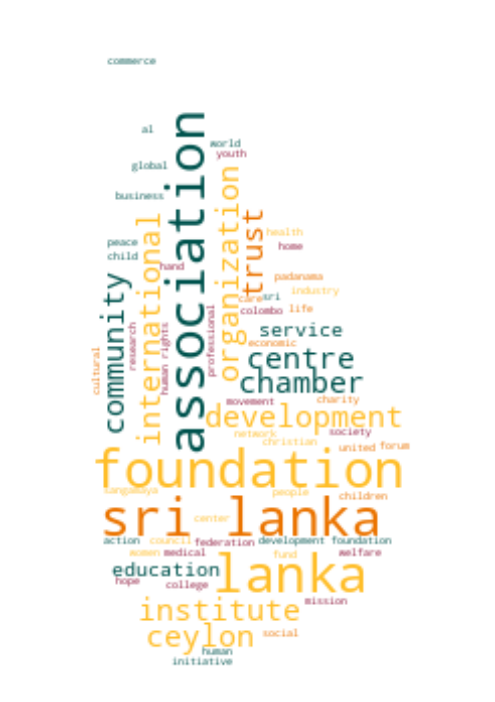 commerce
al
association
world
youth
global
organization
business
trust
international
health
peace
home
child
hand
community
padanama
industry
care
sri
colombo
life
professional
research
human rights
service
economic
centre
cultural
chamber
movement
charity
development
network
society
christian
united
forum
foundation
sangamaya
people
children
sri lanka
center
action
council
federation
development foundation
women
medical
fund
welfare
lanka
education
hope
college
mission
institute
ceylon
social
human
initiative